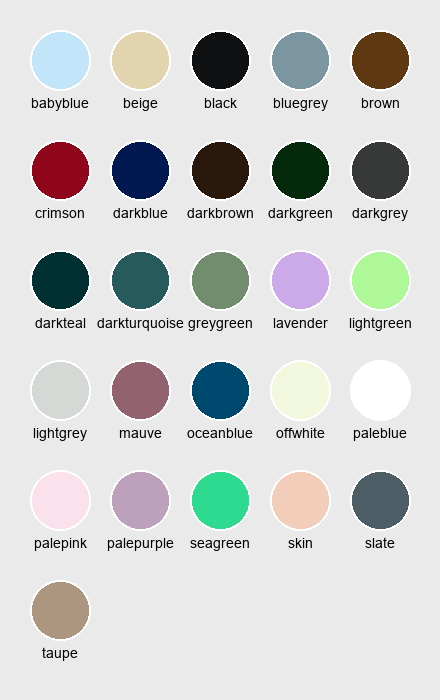 babyblue beige black bluegrey brown
crimson darkblue darkbrown darkgreen darkgrey
darkteal darkturquoise greygreen lavender lightgreen
lightgrey mauve oceanblue offwhite paleblue
palepink palepurple seagreen skin slate
taupe